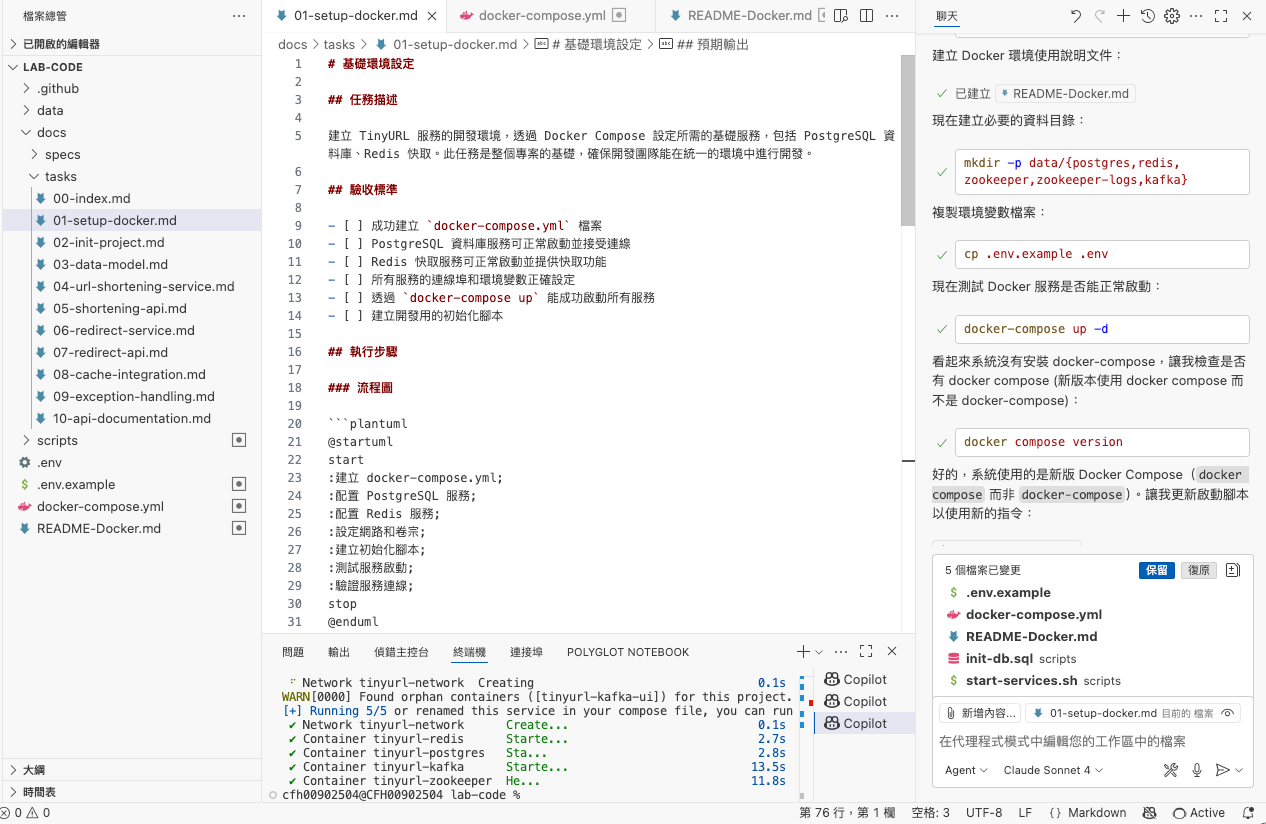 檔案總管
已開啟的編輯器
LAB-CODE
.github
data
docs
specs
tasks
00-index.md
01-setup-docker.md
02-init-project.md
03-data-model.md
04-url-shortening-service.md
05-shortening-api.md
06-redirect-service.md
07-redirect-api.md
08-cache-integration.md
09-exception-handling.md
10-api-documentation.md
scripts
.env
.env.example
docker-compose.yml
README-Docker.md
大綱
時間表
01-setup-docker.md
docker-compose.yml
README-Docker.md
docs > tasks > 01-setup-docker.md > # 基礎環境設定 > ## 預期輸出
1 # 基礎環境設定
2
3 ## 任務描述
4
5 建立 TinyURL 服務的開發環境，透過 Docker Compose 設定所需的基礎服務，包括 PostgreSQL 資
料庫、Redis 快取。此任務是整個專案的基礎，確保開發團隊能在統一的環境中進行開發。
6
7 ## 驗收標準
8
9 - [ ] 成功建立 `docker-compose.yml` 檔案
10 - [ ] PostgreSQL 資料庫服務可正常啟動並接受連線
11 - [ ] Redis 快取服務可正常啟動並提供快取功能
12 - [ ] 所有服務的連線埠和環境變數正確設定
13 - [ ] 透過 `docker-compose up` 能成功啟動所有服務
14 - [ ] 建立開發用的初始化腳本
15
16 ## 執行步驟
17
18 ### 流程圖
19
20 ```plantuml
21 @startuml
22 start
23 :建立 docker-compose.yml;
24 :配置 PostgreSQL 服務;
25 :配置 Redis 服務;
26 :設定網路和卷宗;
27 :建立初始化腳本;
28 :測試服務啟動;
29 :驗證服務連線;
30 stop
31 @enduml
問題 輸出 偵錯主控台 終端機 連接埠 POLYGLOT NOTEBOOK
Network tinyurl-network Creating 0.1s
WARN[0000] Found orphan containers ([tinyurl-kafka-ui]) for this project.
[+] Running 5/5 or renamed this service in your compose file, you can run
✔ Network tinyurl-network Create... 0.1s
✔ Container tinyurl-redis Starte... 2.7s
✔ Container tinyurl-postgres Sta... 2.8s
✔ Container tinyurl-kafka Starte... 13.5s
✔ Container tinyurl-zookeeper He... 11.8s
cfh00902504@CFH00902504 lab-code %
Copilot
Copilot
Copilot
聊天
建立 Docker 環境使用說明文件：
已建立 README-Docker.md
現在建立必要的資料目錄：
mkdir -p data/{postgres,redis,
zookeeper,zookeeper-logs,kafka}
複製環境變數檔案：
cp .env.example .env
現在測試 Docker 服務是否能正常啟動：
docker-compose up -d
看起來系統沒有安裝 docker-compose，讓我檢查是否
有 docker compose (新版本使用 docker compose 而
不是 docker-compose)：
docker compose version
好的，系統使用的是新版 Docker Compose（docker
compose 而非 docker-compose）。讓我更新啟動腳本
以使用新的指令：
5 個檔案已變更 保留 復原
.env.example
docker-compose.yml
README-Docker.md
init-db.sql scripts
start-services.sh scripts
新增內容... 01-setup-docker.md 目前的 檔案
在代理程式模式中編輯您的工作區中的檔案
Agent Claude Sonnet 4
0 0 第 76 行，第 1 欄 空格: 3 UTF-8 LF {} Markdown Active